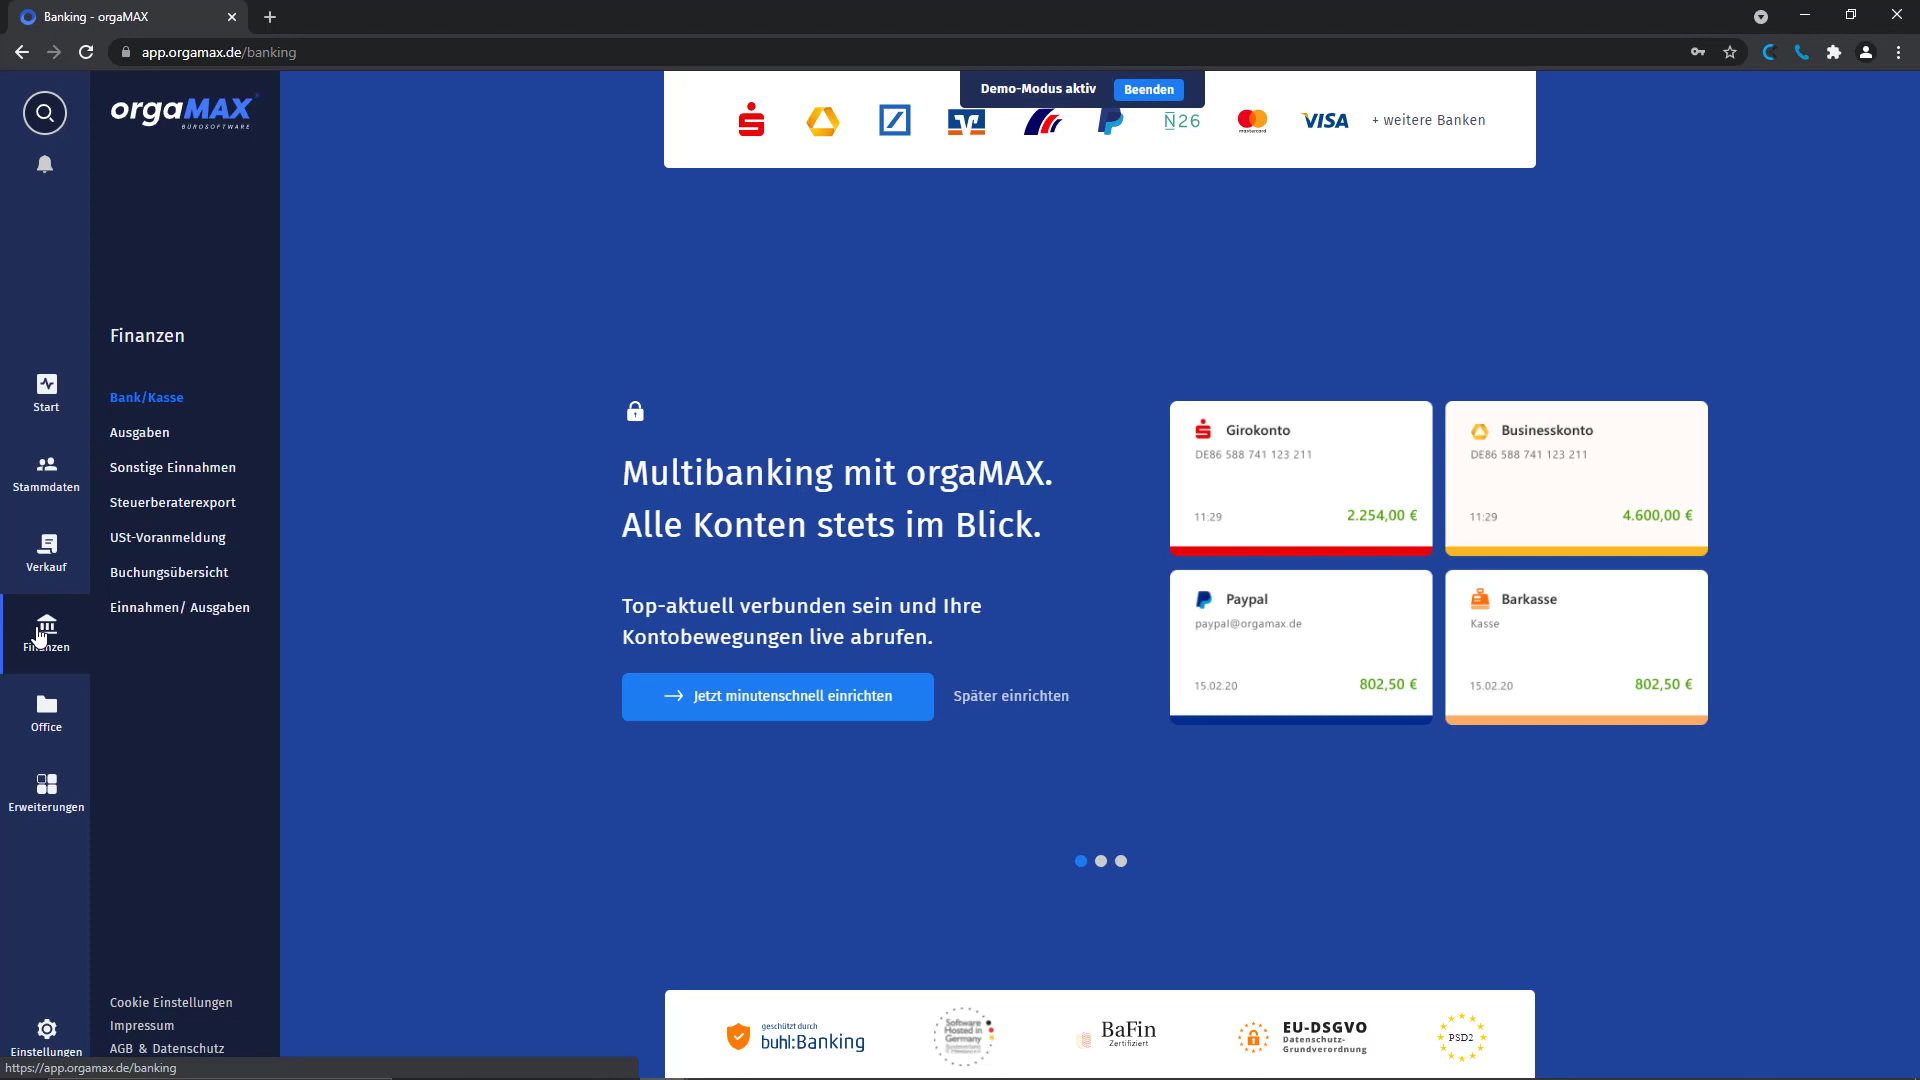 Banking - orgaMAX
app.orgamax.de/banking
orgaMAX
BÜROSOFTWARE
Demo-Modus aktiv
Beenden
N26
mastercard
VISA
+ weitere Banken
Finanzen
Bank/Kasse
Ausgaben
Sonstige Einnahmen
Steuerberaterexport
USt-Voranmeldung
Buchungsübersicht
Einnahmen/ Ausgaben
Start
Stammdaten
Verkauf
Finanzen
Office
Erweiterungen
Einstellungen
Multibanking mit orgaMAX.
Alle Konten stets im Blick.
Top-aktuell verbunden sein und Ihre
Kontobewegungen live abrufen.
Jetzt minutenschnell einrichten
Später einrichten
Girokonto
DE86 588 741 123 211
11:29
2.254,00 €
Businesskonto
DE86 588 741 123 211
11:29
4.600,00 €
Paypal
paypal@orgamax.de
15.02.20
802,50 €
Barkasse
Kasse
15.02.20
802,50 €
Cookie Einstellungen
Impressum
AGB & Datenschutz
https://app.orgamax.de/banking
geschützt durch
buhl:Banking
Software
Hosted in
Germany
BaFin
Zertifiziert
EU-DSGVO
Datenschutz-
Grundverordnung
PSD2